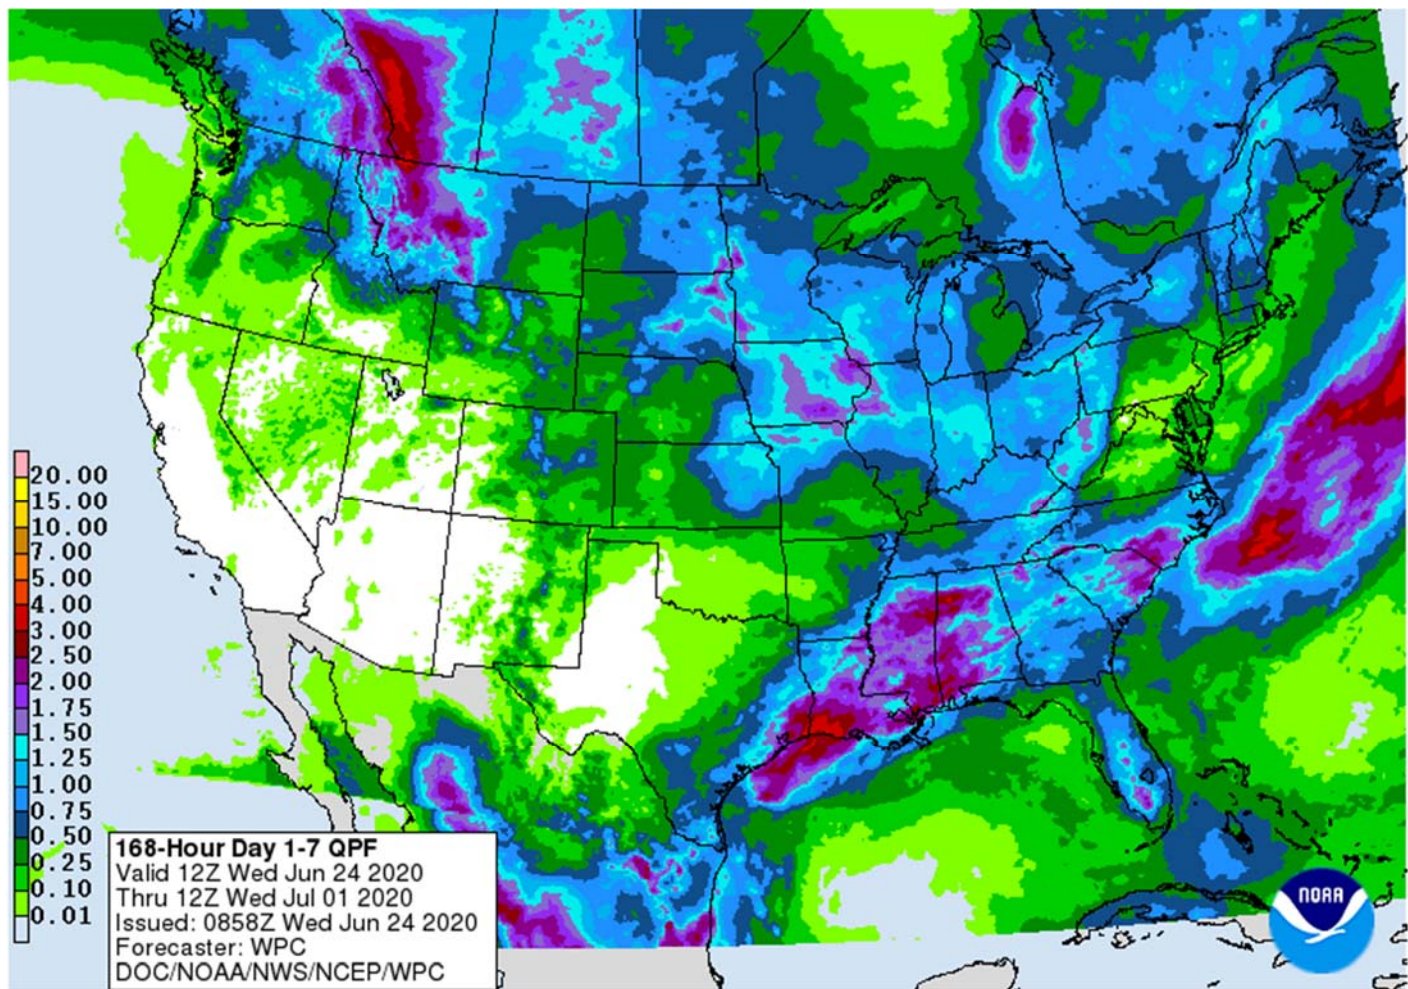 20.00
15.00
10.00
7.00
5.00
4.00
3.00
2.50
2.00
1.75
1.50
1.25
1.00
0.75
0.50
0.25
0.10
0.01
168-Hour Day 1-7 QPF
Valid 12Z Wed Jun 24 2020
Thru 12Z Wed Jul 01 2020
Issued: 0858Z Wed Jun 24 2020
Forecaster: WPC
DOC/NOAA/NWS/NCEP/WPC
NOAA